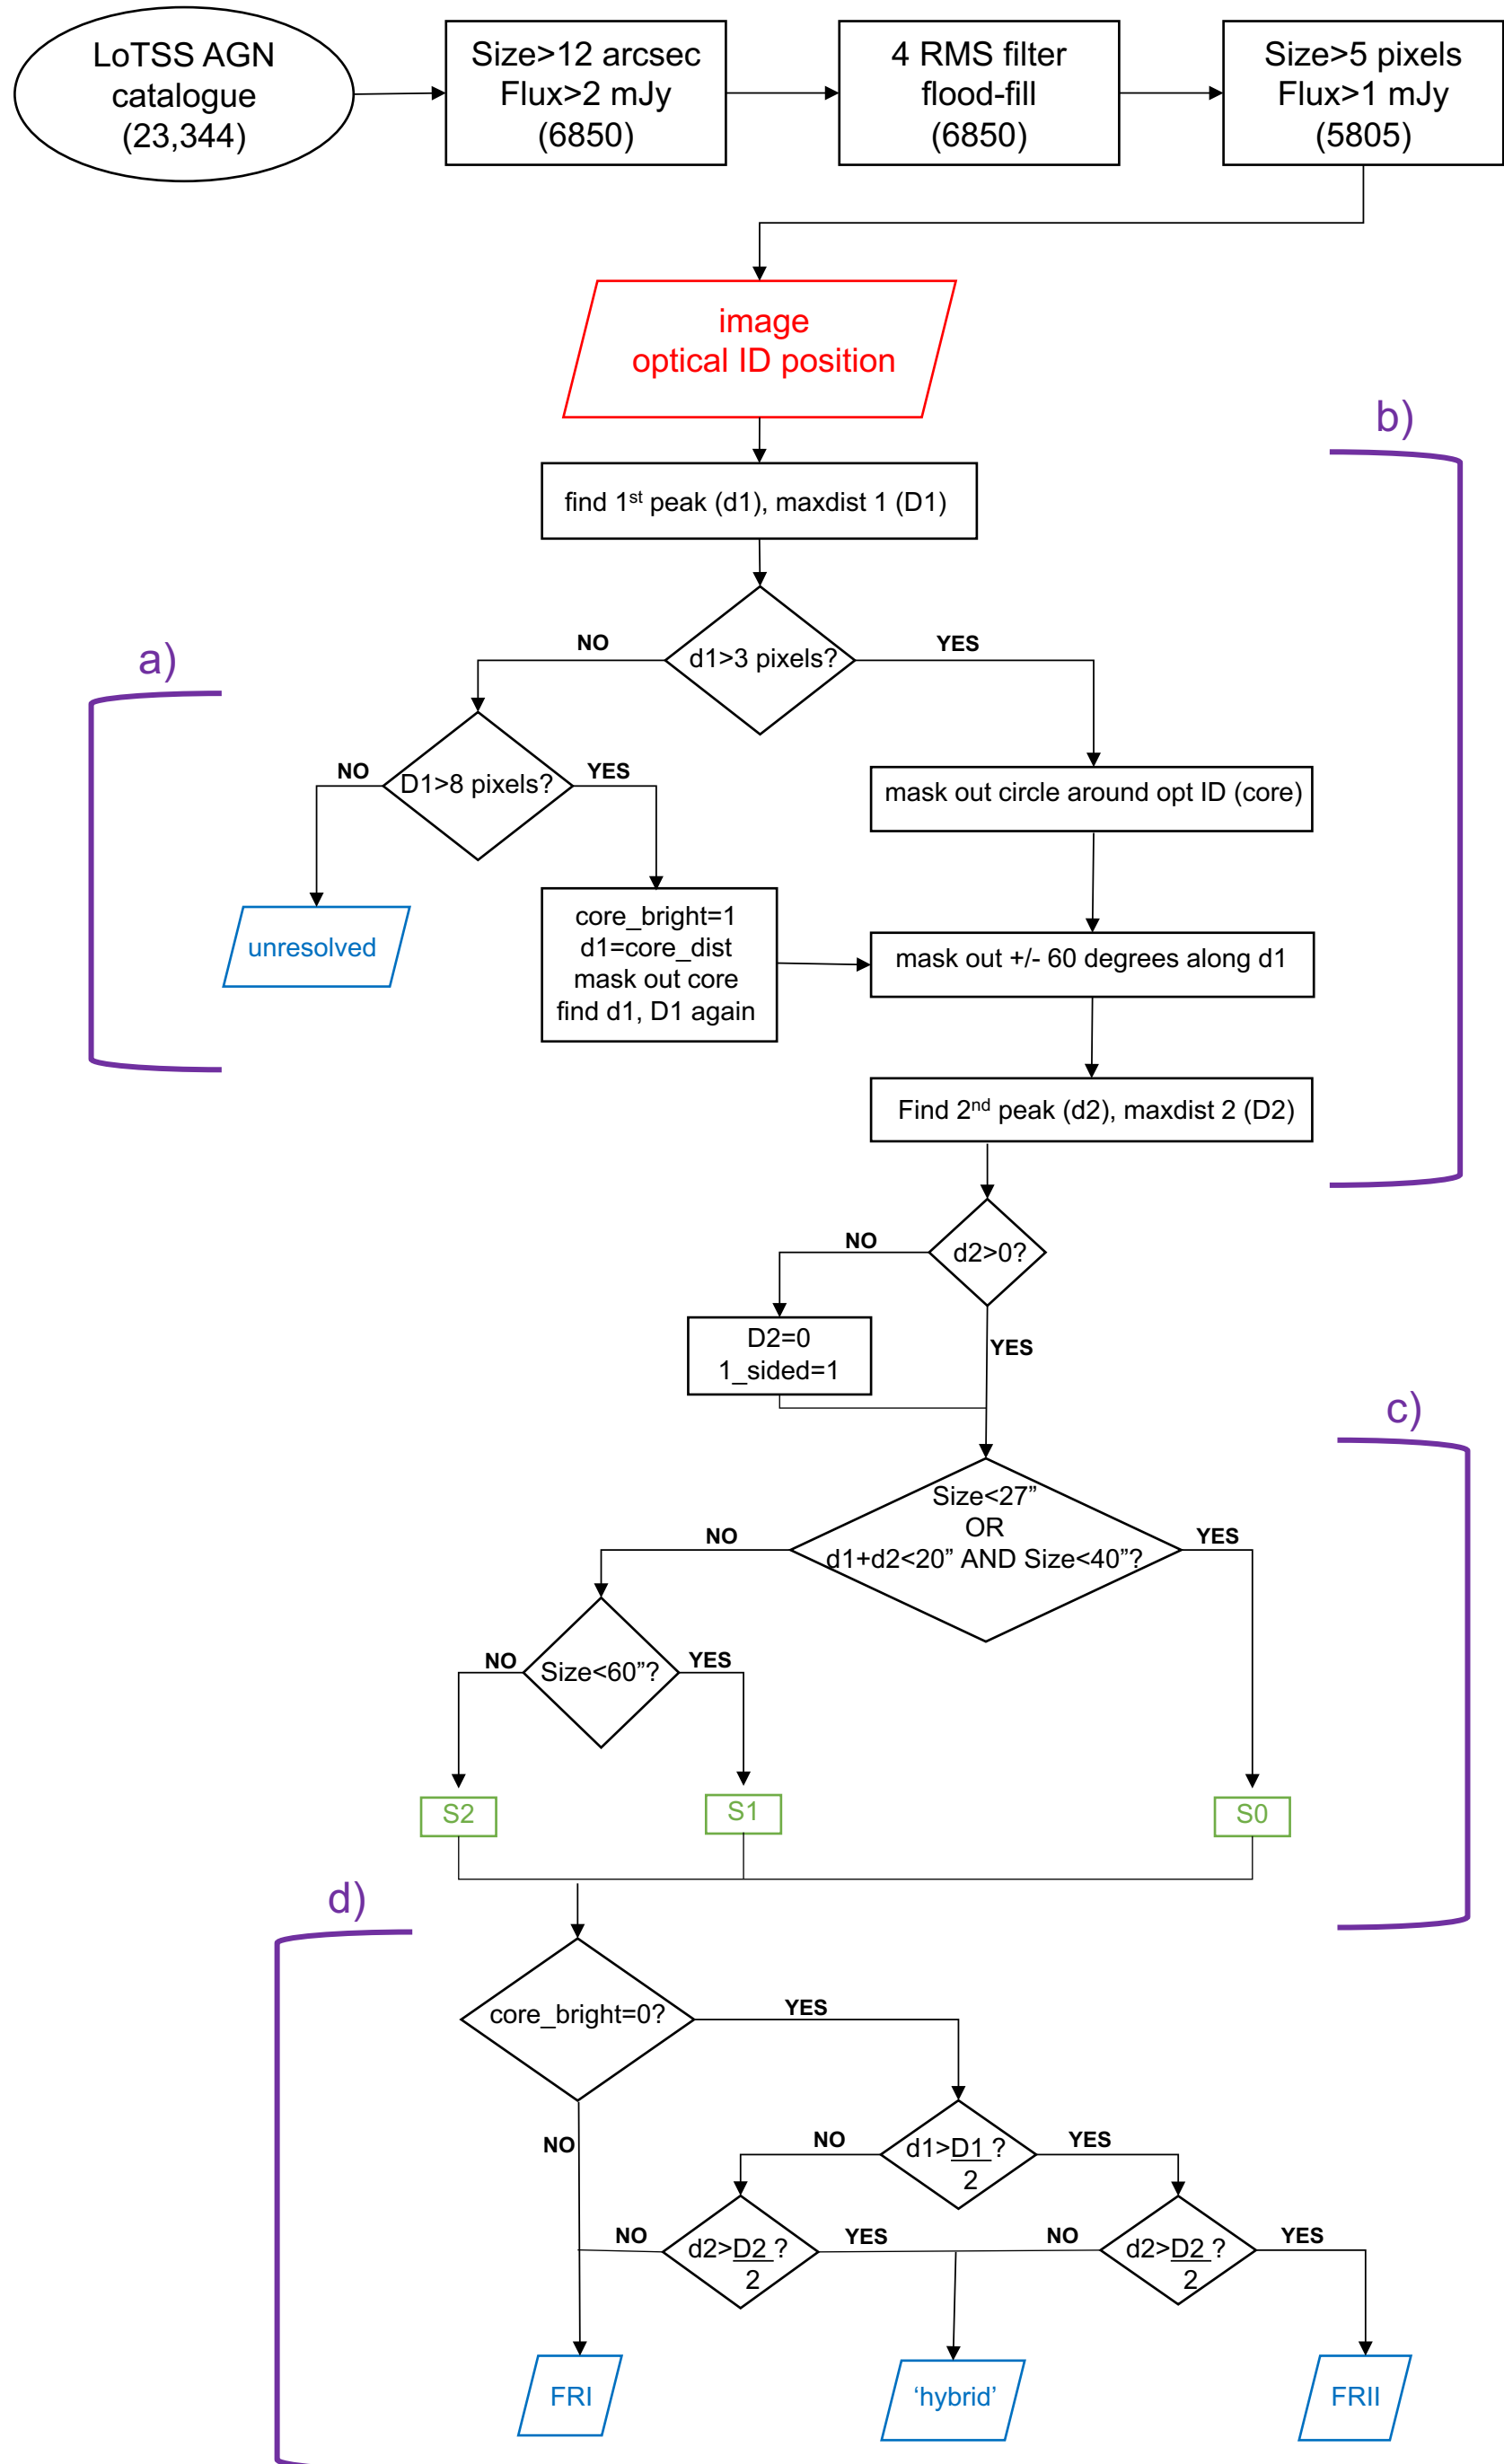 LoTSS AGN
catalogue
(23,344)
Size>12 arcsec
Flux>2 mJy
(6850)
4 RMS filter
flood-fill
(6850)
Size>5 pixels
Flux>1 mJy
(5805)
image
optical ID position
b)
find 1st peak (d1), maxdist 1 (D1)
d1>3 pixels?
NO
YES
a)
D1>8 pixels?
NO
YES
mask out circle around opt ID (core)
unresolved
core_bright=1
d1=core_dist
mask out core
find d1, D1 again
mask out +/- 60 degrees along d1
Find 2nd peak (d2), maxdist 2 (D2)
d2>0?
NO
YES
D2=0
1_sided=1
c)
Size<27”
OR
d1+d2<20” AND Size<40”?
NO
YES
Size<60”?
NO
YES
S2
S1
S0
d)
core_bright=0?
YES
NO
d1>D1 ?
2
NO
YES
d2>D2 ?
2
NO
YES
d2>D2 ?
2
NO
YES
FRI
‘hybrid’
FRII